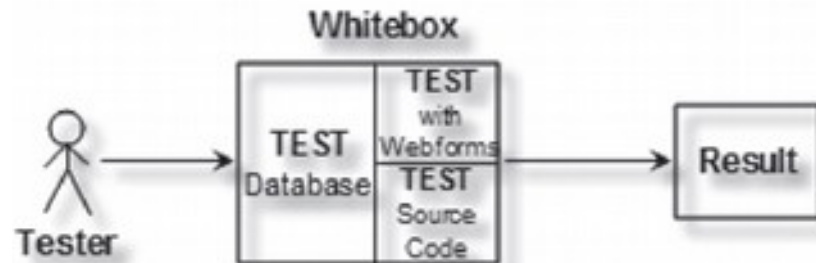 Whitebox
TEST
Database
TEST
with
Webforms
TEST
Source
Code
Result
Tester